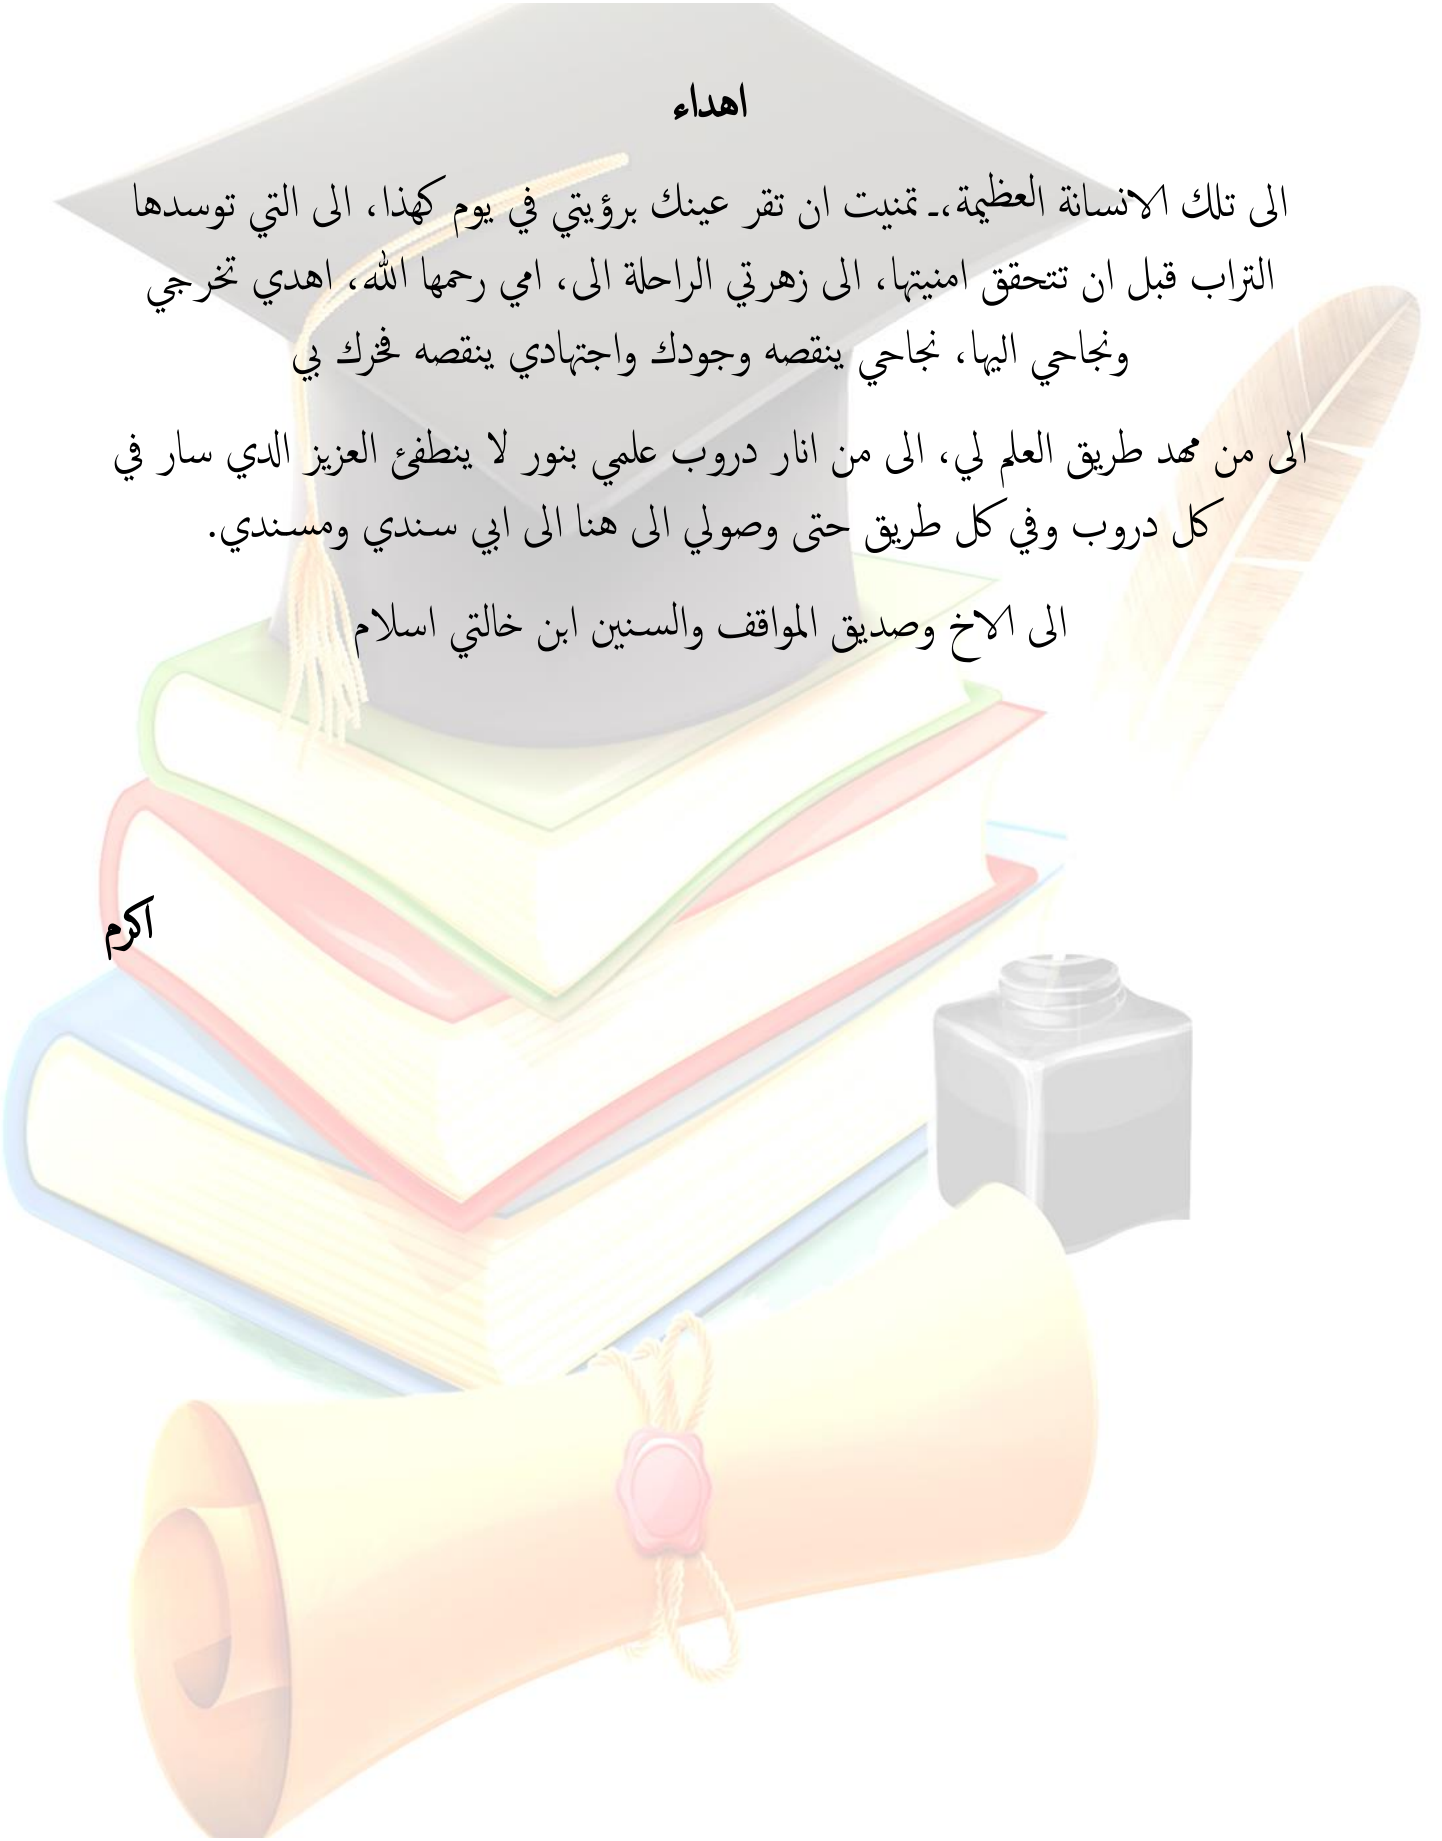 اهداء
الى تلك الانسانة العظيمة،ـ تمنيت ان تقر عينك برؤيتي في يوم كهذا، الى التي توسدها
التراب قبل ان تتحقق امنيتها، الى زهرتي الراحلة الى، امي رحمها الله، اهدي تخرجي
ونجاحي اليها، نجاحي ينقصه وجودك واجتهادي ينقصه فخرك بي
الى من مهد طريق العلم لي، الى من انار دروب علمي بنور لا ينطفئ العزيز الدي سار في
كل دروب وفي كل طريق حتى وصولي الى هنا الى ابي سندي ومسندي.
الى الاخ وصديق المواقف والسنين ابن خالتي اسلام
اكرم